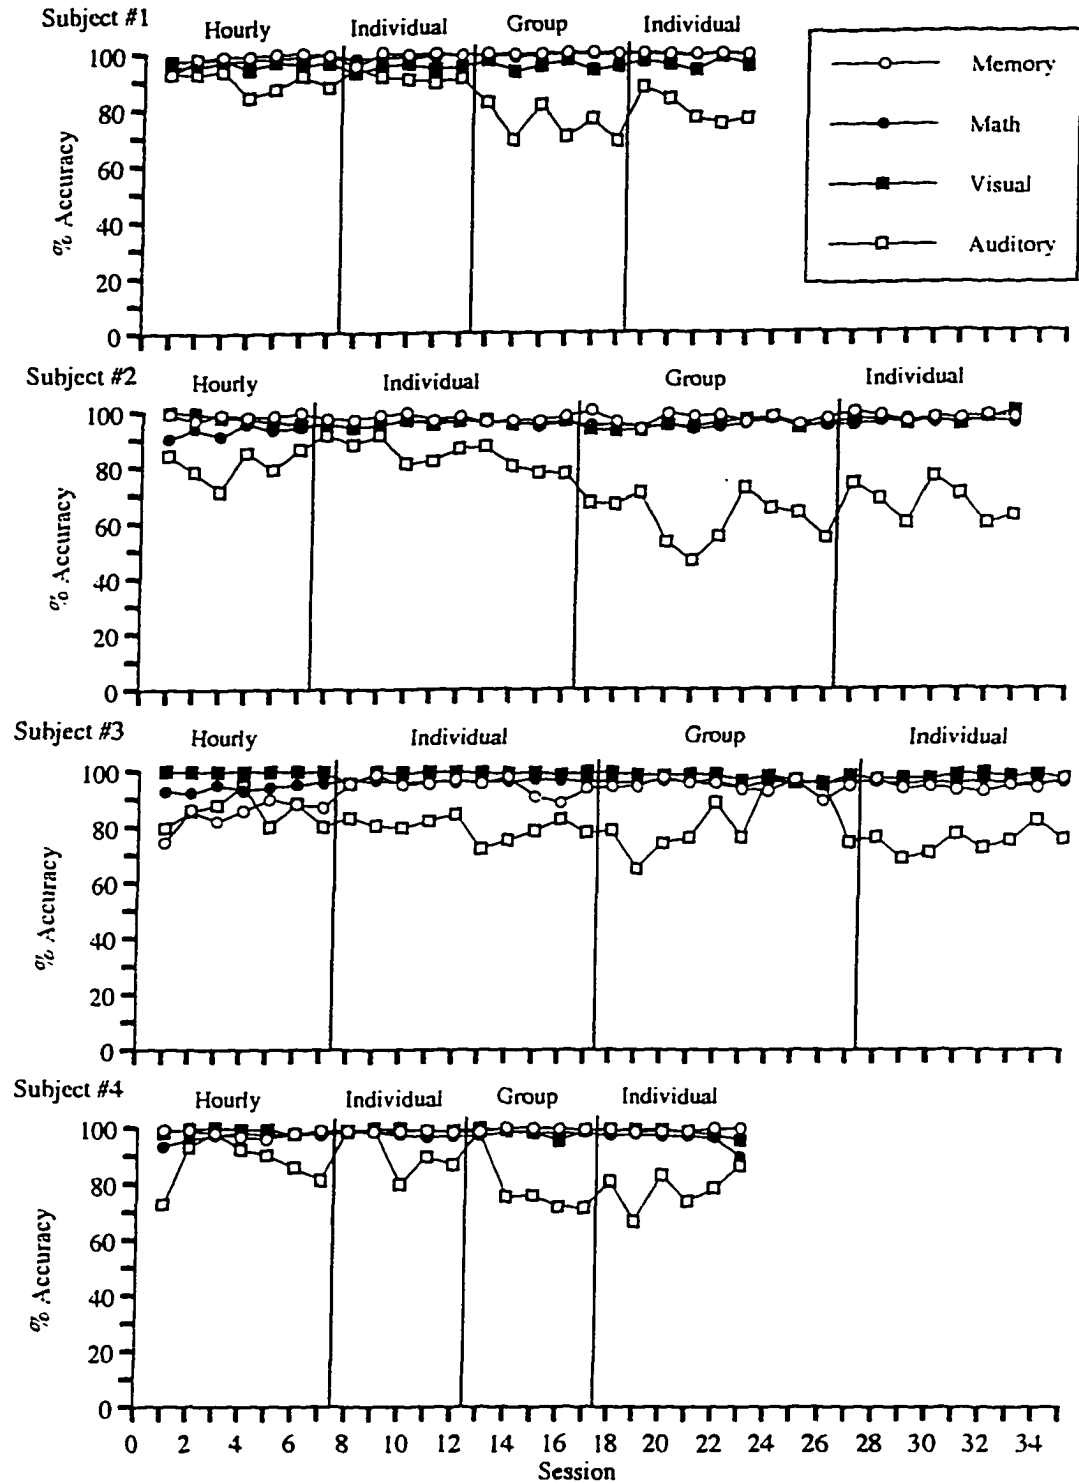 Subject #1
Hourly
Individual
Group
Individual
100
80
60
40
20
0
% Accuracy
Memory
Math
Visual
Auditory
Subject #2
Hourly
Individual
Group
Individual
100
80
60
40
20
0
% Accuracy
Subject #3
Hourly
Individual
Group
Individual
100
80
60
40
20
0
% Accuracy
Subject #4
Hourly
Individual
Group
Individual
100
80
60
40
20
0
% Accuracy
0 2 4 6 8 10 12 14 16 18 20 22 24 26 28 30 32 34
Session